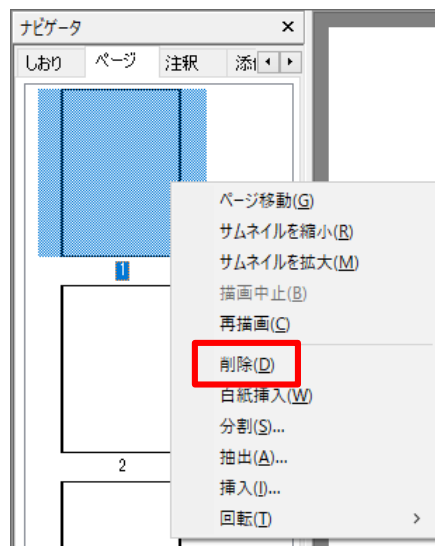 ナビゲータ ×
しおり ページ 注釈 添
1
ページ移動(G)
サムネイルを縮小(R)
サムネイルを拡大(M)
描画中止(B)
再描画(C)
削除(D)
白紙挿入(W)
分割(S)...
抽出(A)...
挿入(I)...
回転(T) >
2